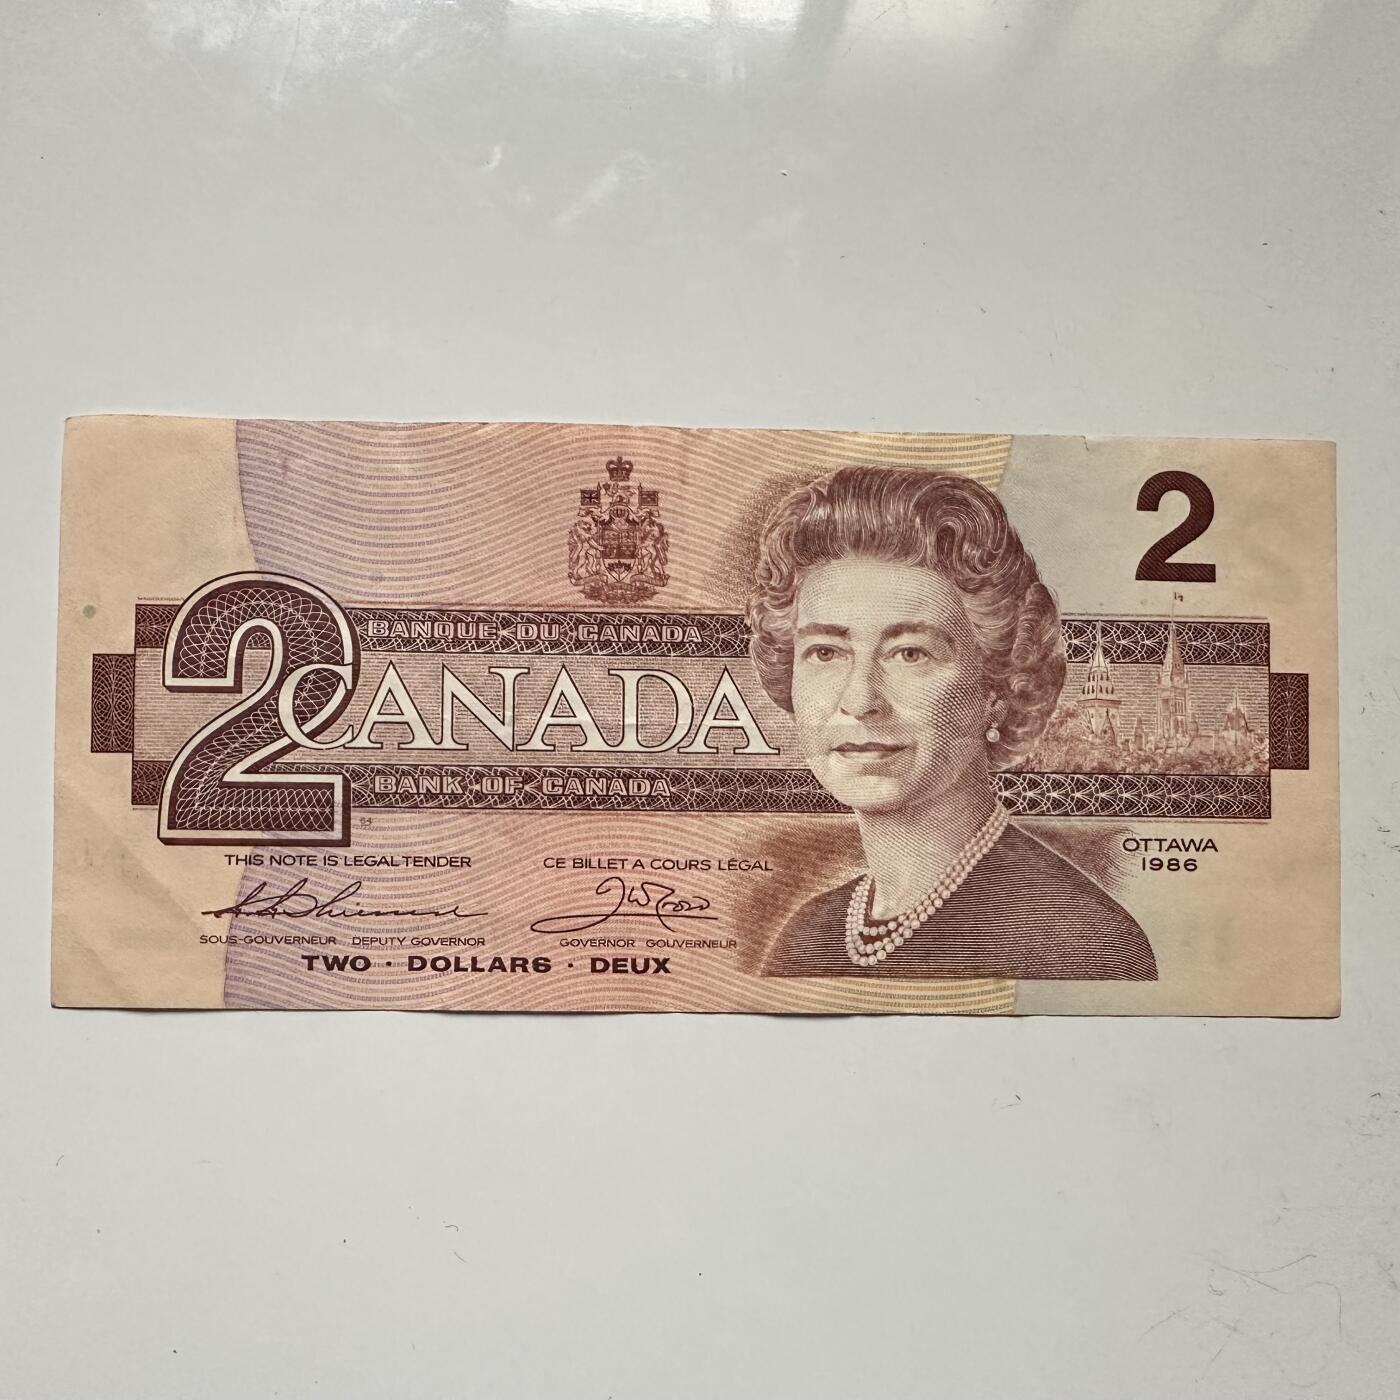 2
BANQUE DU CANADA
2 CANADA
BANK OF CANADA
64
THIS NOTE IS LEGAL TENDER CE BILLET A COURS LÉGAL
SOUS-GOUVERNEUR DEPUTY GOVERNOR GOVERNOR GOUVERNEUR
TWO · DOLLARS · DEUX
OTTAWA
1986